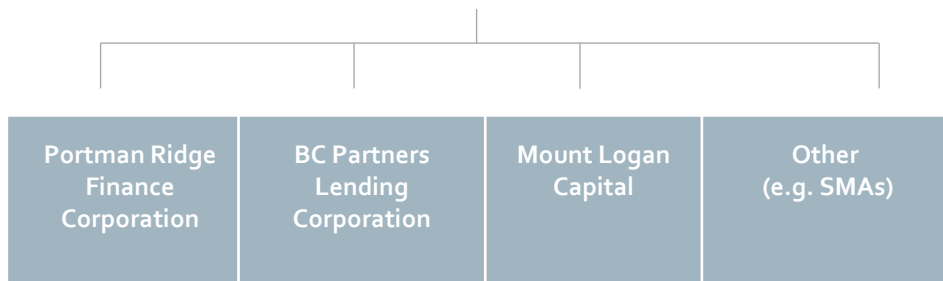 Portman Ridge
Finance
Corporation
BC Partners
Lending
Corporation
Mount Logan
Capital
Other
(e.g. SMAs)